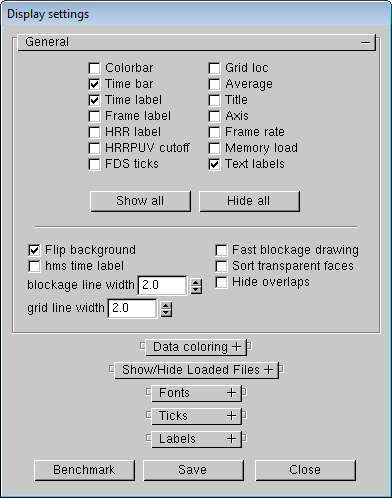 Display settings
General
Colorbar
Time bar
Time label
Frame label
HRR label
HRRPUV cutoff
FDS ticks
Grid loc
Average
Title
Axis
Frame rate
Memory load
Text labels
Show all
Hide all
Flip background
hms time label
blockage line width 2.0
grid line width 2.0
Fast blockage drawing
Sort transparent faces
Hide overlaps
Data coloring +
Show/Hide Loaded Files +
Fonts +
Ticks +
Labels +
Benchmark
Save
Close